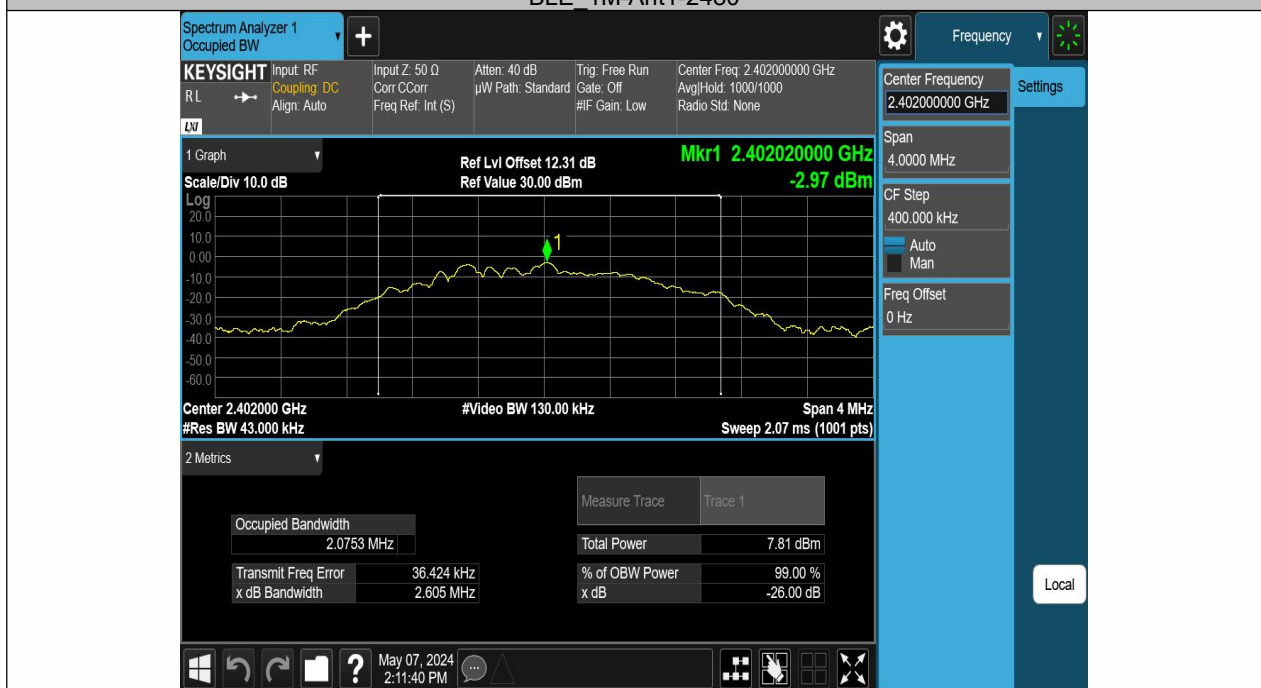 BLE_1M-Ant1-2480
Spectrum Analyzer 1
Occupied BW
Frequency
KEYSIGHT
RL
LXI
Input: RF
Coupling: DC
Align: Auto
Input Z: 50 Ω
Corr CCorr
Freq Ref: Int (S)
Atten: 40 dB
µW Path: Standard
Trig: Free Run
Gate: Off
#IF Gain: Low
Center Freq: 2.402000000 GHz
Avg|Hold: 1000/1000
Radio Std: None
Center Frequency
2.402000000 GHz
Settings
Span
4.0000 MHz
CF Step
400.000 kHz
Auto
Man
Freq Offset
0 Hz
Local
1 Graph
Scale/Div 10.0 dB
Ref Lvl Offset 12.31 dB
Ref Value 30.00 dBm
Mkr1 2.402020000 GHz
-2.97 dBm
Log
20.0
10.0
0.00
-10.0
-20.0
-30.0
-40.0
-50.0
-60.0
1
Center 2.402000 GHz
#Video BW 130.00 kHz
Span 4 MHz
#Res BW 43.000 kHz
Sweep 2.07 ms (1001 pts)
2 Metrics
Measure Trace Trace 1
Occupied Bandwidth
2.0753 MHz
Total Power 7.81 dBm
Transmit Freq Error 36.424 kHz
% of OBW Power 99.00 %
x dB Bandwidth 2.605 MHz
x dB -26.00 dB
May 07, 2024
2:11:40 PM